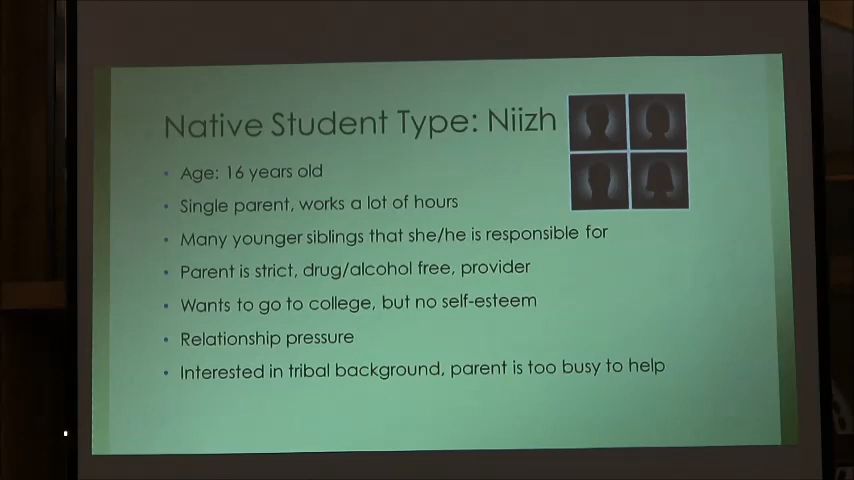 Native Student Type: Niizh
• Age: 16 years old
• Single parent, works a lot of hours
• Many younger siblings that she/he is responsible for
• Parent is strict, drug/alcohol free, provider
• Wants to go to college, but no self-esteem
• Relationship pressure
• Interested in tribal background, parent is too busy to help